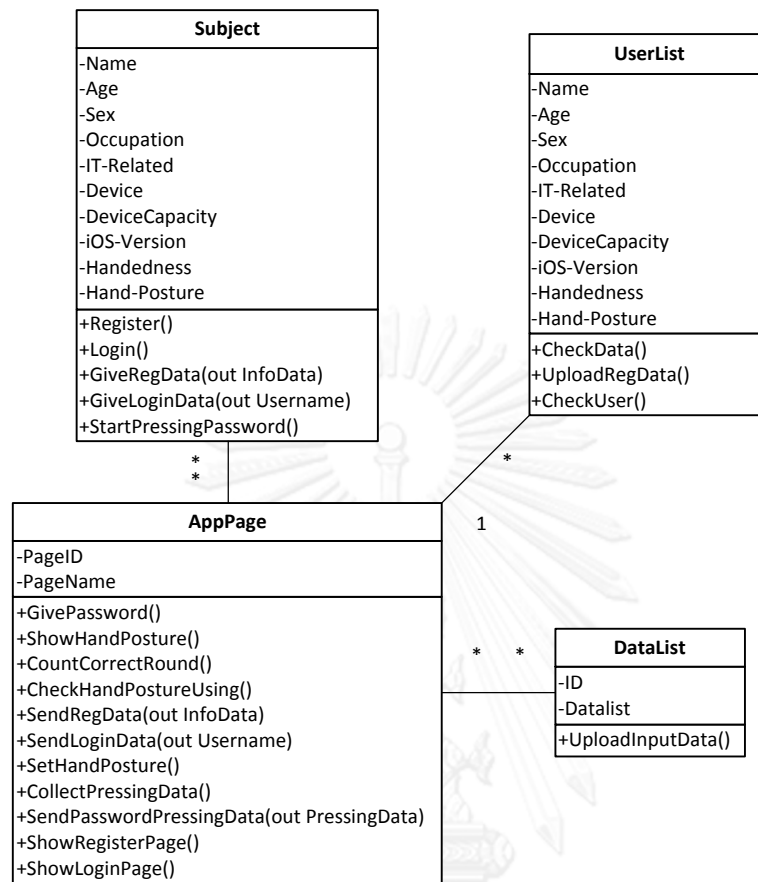 Subject
-Name
-Age
-Sex
-Occupation
-IT-Related
-Device
-DeviceCapacity
-iOS-Version
-Handedness
-Hand-Posture
+Register()
+Login()
+GiveRegData(out InfoData)
+GiveLoginData(out Username)
+StartPressingPassword()
UserList
-Name
-Age
-Sex
-Occupation
-IT-Related
-Device
-DeviceCapacity
-iOS-Version
-Handedness
-Hand-Posture
+CheckData()
+UploadRegData()
+CheckUser()
*
*
*
1
AppPage
-PageID
-PageName
+GivePassword()
+ShowHandPosture()
+CountCorrectRound()
+CheckHandPostureUsing()
+SendRegData(out InfoData)
+SendLoginData(out Username)
+SetHandPosture()
+CollectPressingData()
+SendPasswordPressingData(out PressingData)
+ShowRegisterPage()
+ShowLoginPage()
* *
DataList
-ID
-Datalist
+UploadInputData()